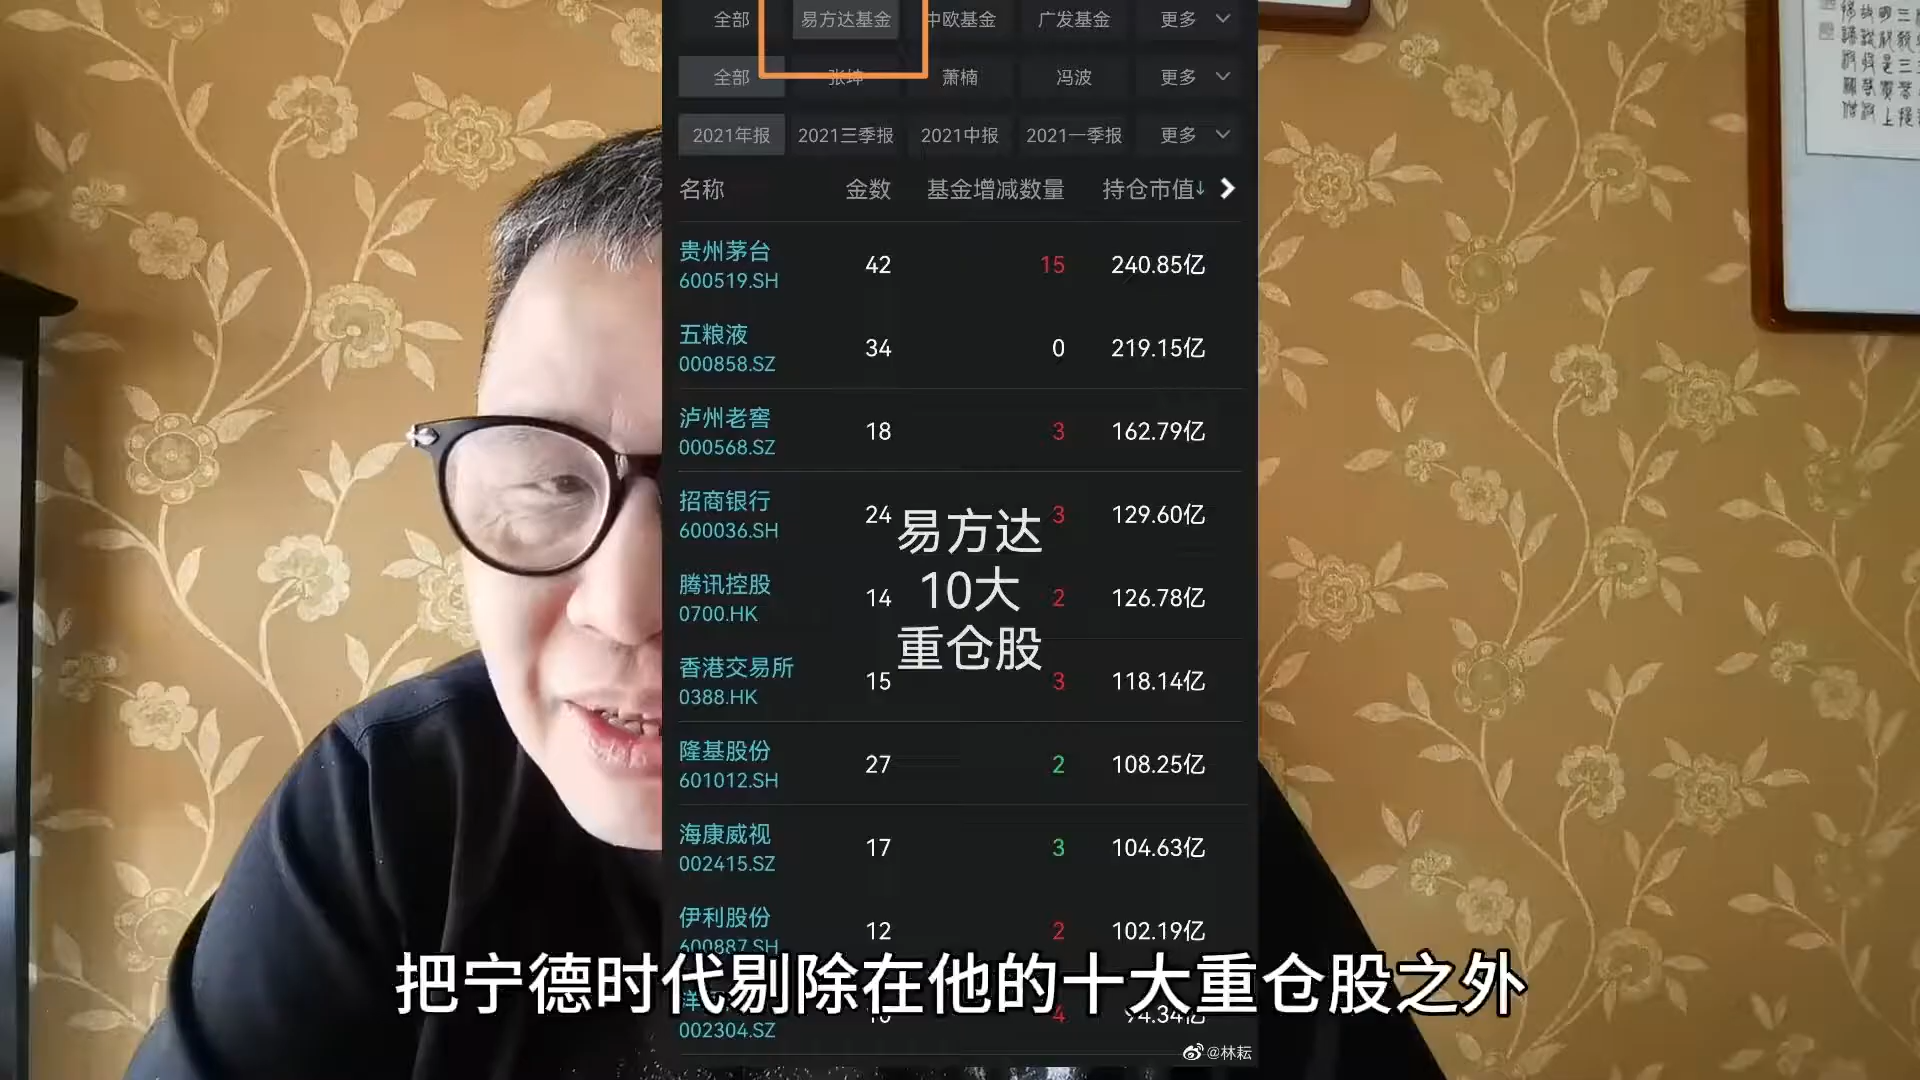 全部 易方达基金 中欧基金 广发基金 更多
全部 张坤 萧楠 冯波 更多
2021年报 2021三季报 2021中报 2021一季报 更多
名称 金数 基金增减数量 持仓市值↓
贵州茅台 42 15 240.85亿
600519.SH
五粮液 34 0 219.15亿
000858.SZ
泸州老窖 18 3 162.79亿
000568.SZ
招商银行 24 3 129.60亿
600036.SH
腾讯控股 14 2 126.78亿
0700.HK
香港交易所 15 3 118.14亿
0388.HK
隆基股份 27 2 108.25亿
601012.SH
海康威视 17 3 104.63亿
002415.SZ
伊利股份 12 2 102.19亿
600887.SH
4 94.34亿
002304.SZ
易方达
10大
重仓股
把宁德时代剔除在他的十大重仓股之外
@林耘